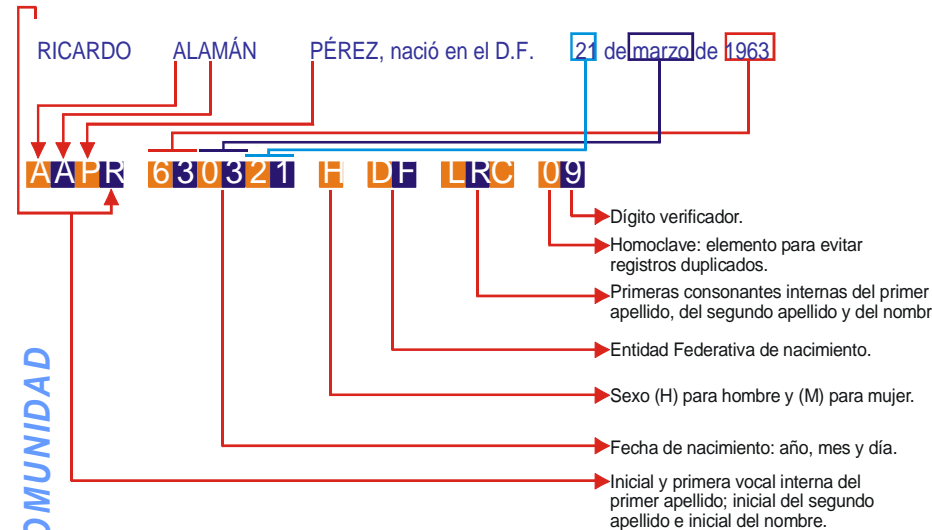 RICARDO ALAMÁN PÉREZ, nació en el D.F. 21 de marzo de 1963
AAPR 630321 H DF LRC 09
Dígito verificador.
Homoclave: elemento para evitar
registros duplicados.
Primeras consonantes internas del primer
apellido, del segundo apellido y del nombr
Entidad Federativa de nacimiento.
Sexo (H) para hombre y (M) para mujer.
Fecha de nacimiento: año, mes y día.
Inicial y primera vocal interna del
primer apellido; inicial del segundo
apellido e inicial del nombre.
OMUNIDAD